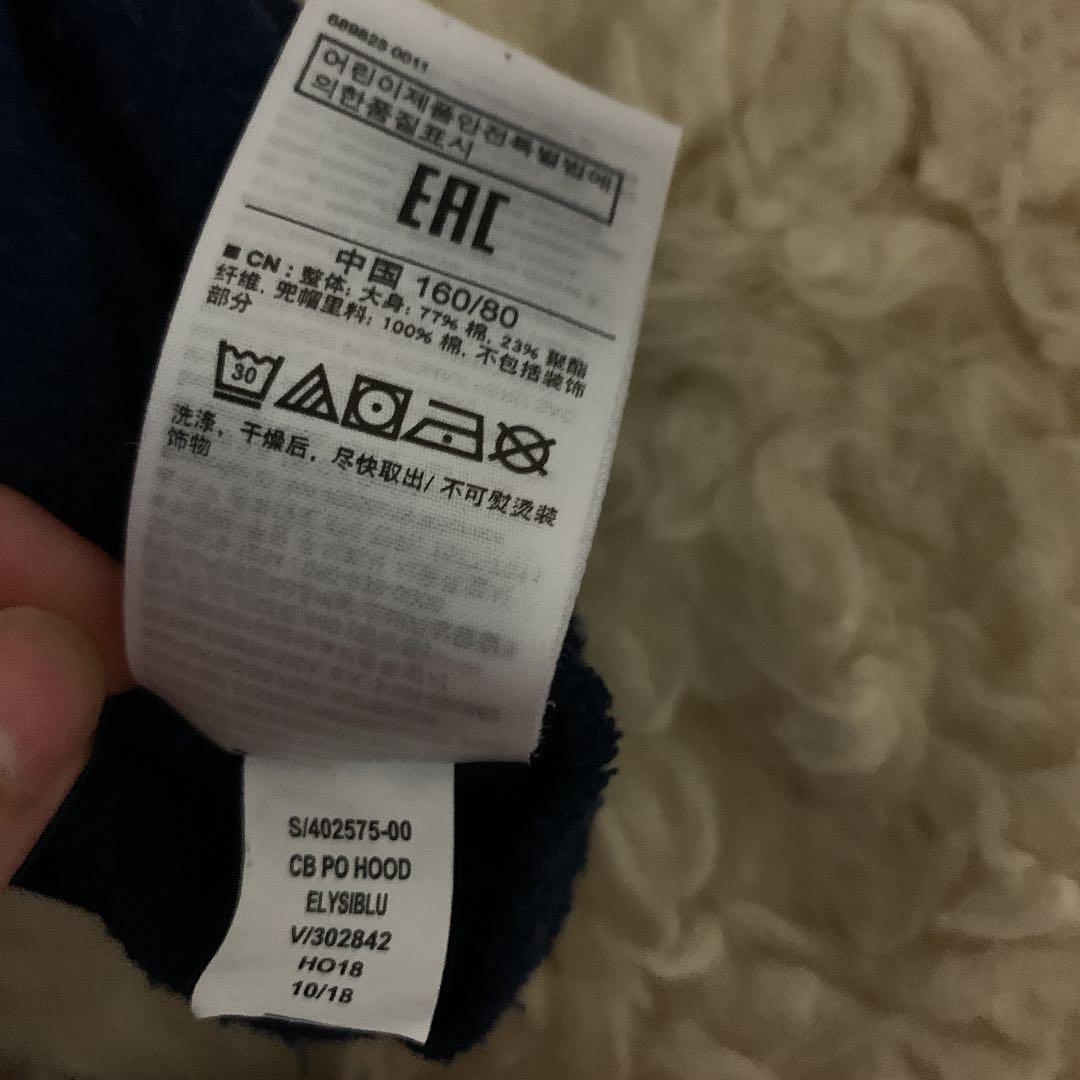 689823 0011
어린이제품안전특별법에
의한품질표시
EAC
中国 160/80
■ CN : 整体; 大身: 77% 棉, 23% 聚酯
纤维, 兜帽里料: 100% 棉, 不包括装饰
部分
30
洗涤, 干燥后, 尽快取出/ 不可熨烫装
饰物
S/402575-00
CB PO HOOD
ELYSIBLU
V/302842
HO18
10/18